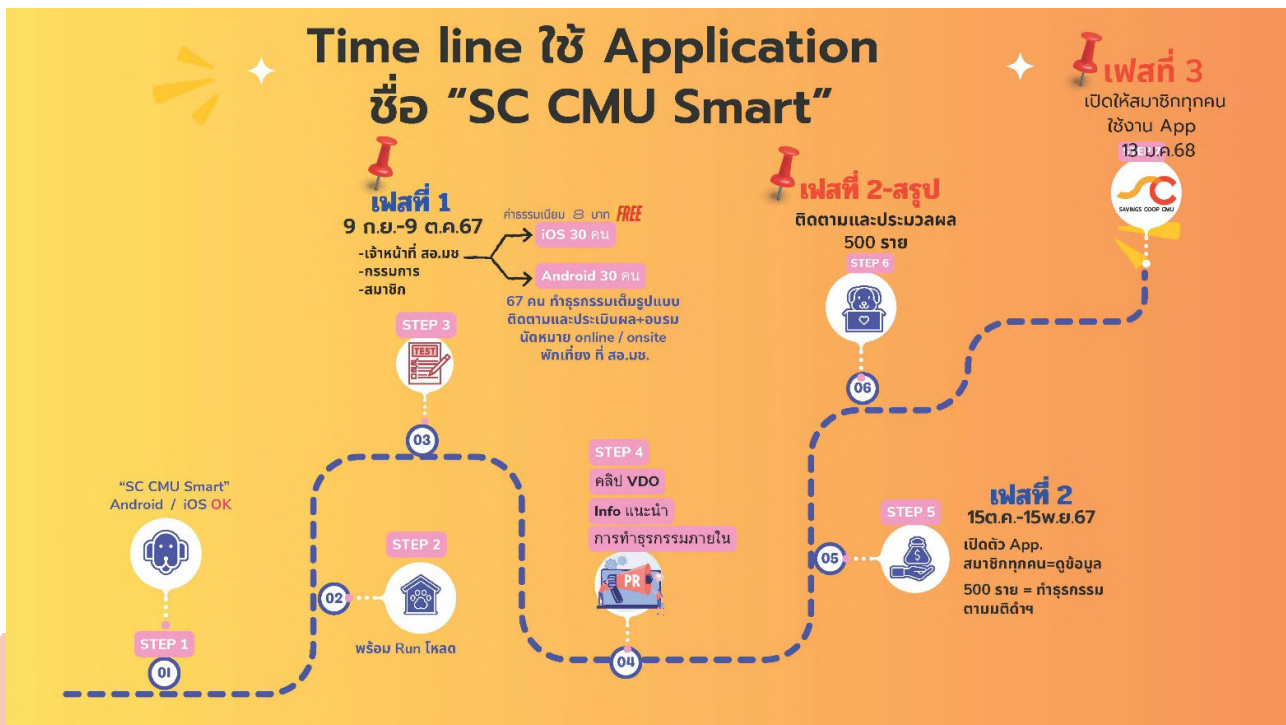 Time line ใช้ Application
ชื่อ “SC CMU Smart”
เฟสที่ 1
9 ก.ย.-9 ต.ค.67
-เจ้าหน้าที่ สอ.มช
-กรรมการ
-สมาชิก
ค่าธรรมเนียม 8 บาท FREE
iOS 30 คน
Android 30 คน
67 คน ทำธุรกรรมเต็มรูปแบบ
ติดตามและประเมินผล+อบรม
นัดหมาย online / onsite
พักเที่ยง ที่ สอ.มช.
เฟสที่ 2-สรุป
ติดตามและประมวลผล
500 ราย
STEP 6
06
เฟสที่ 3
เปิดให้สมาชิกทุกคน
ใช้งาน App
13 ม.ค.68
SC
SAVINGS COOP CMU
STEP 3
TEST
03
“SC CMU Smart”
Android / iOS OK
STEP 1
01
STEP 2
02
พร้อม Run โหลด
STEP 4
คลิป VDO
Info แนะนำ
การทำธุรกรรมภายใน
PR
04
STEP 5
05
เฟสที่ 2
15ต.ค.-15พ.ย.67
เปิดตัว App.
สมาชิกทุกคน=ดูข้อมูล
500 ราย = ทำธุรกรรม
ตามมติดำฯ